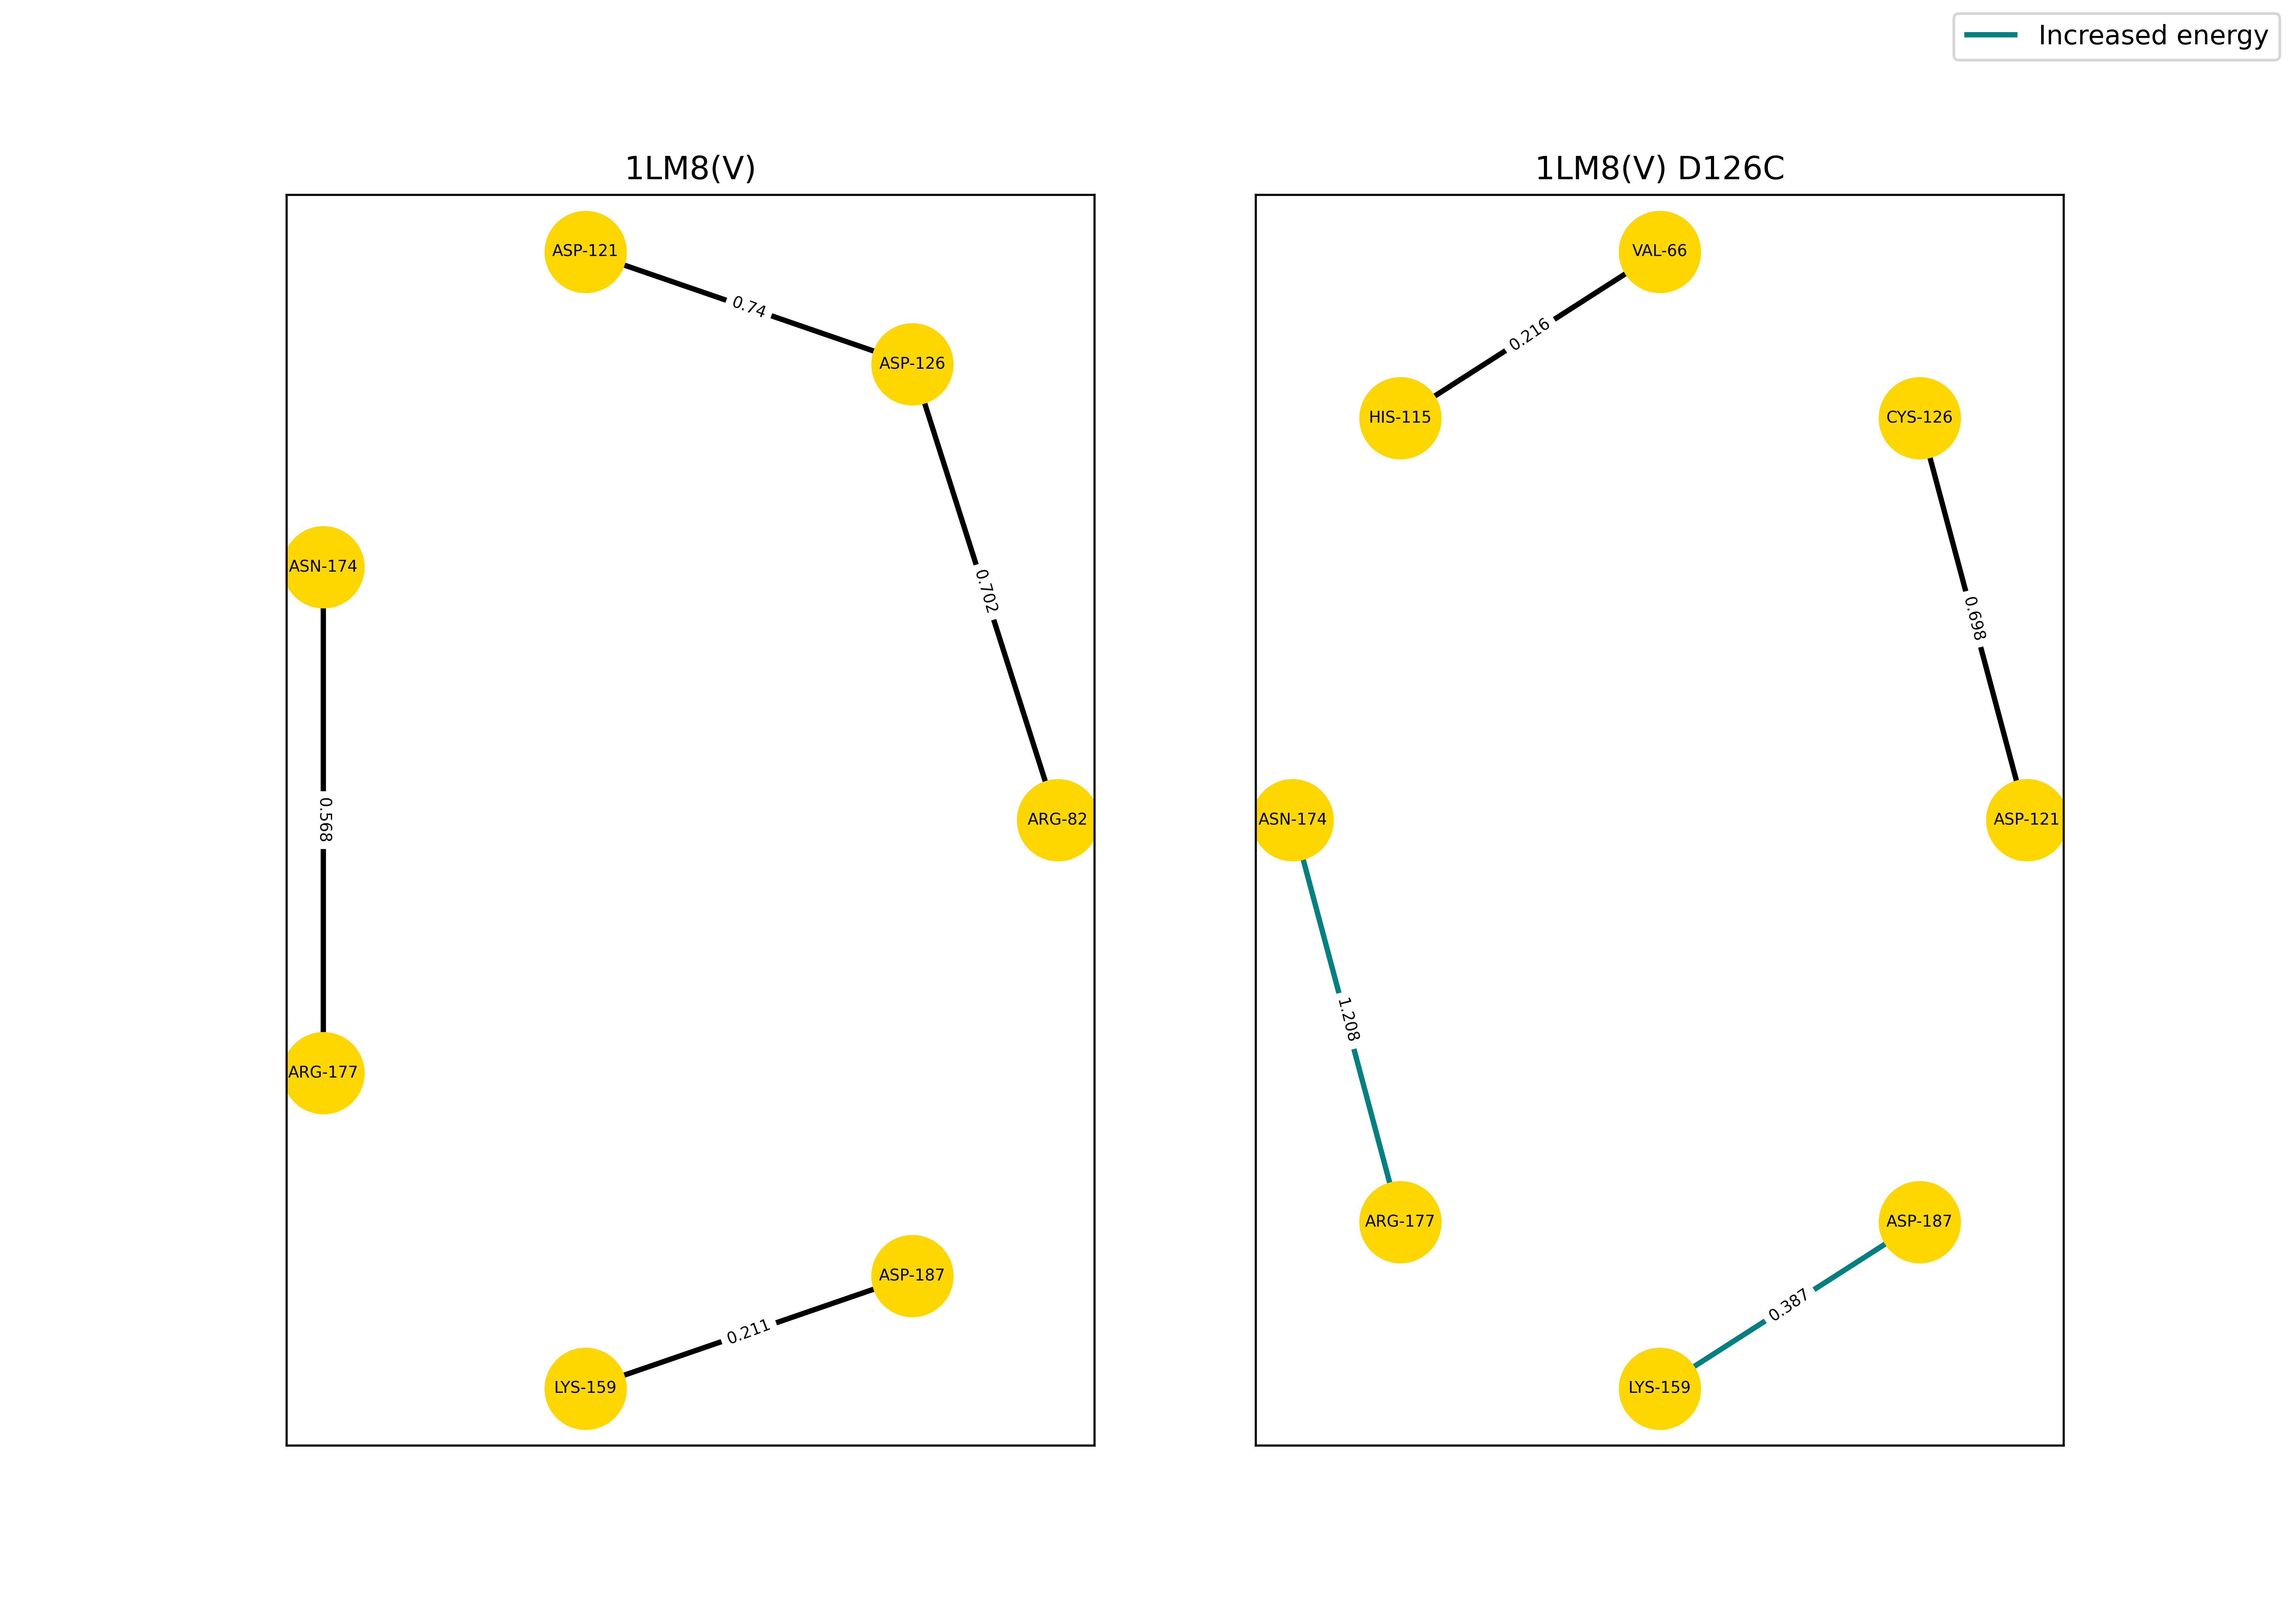 Increased energy
1LM8(V)
ASP-121
0.74
ASP-126
ASN-174
0.702
0.568
ARG-82
ARG-177
ASP-187
0.211
LYS-159
1LM8(V) D126C
VAL-66
0.216
HIS-115
CYS-126
0.698
ASN-174
ASP-121
1.208
ARG-177
ASP-187
0.387
LYS-159